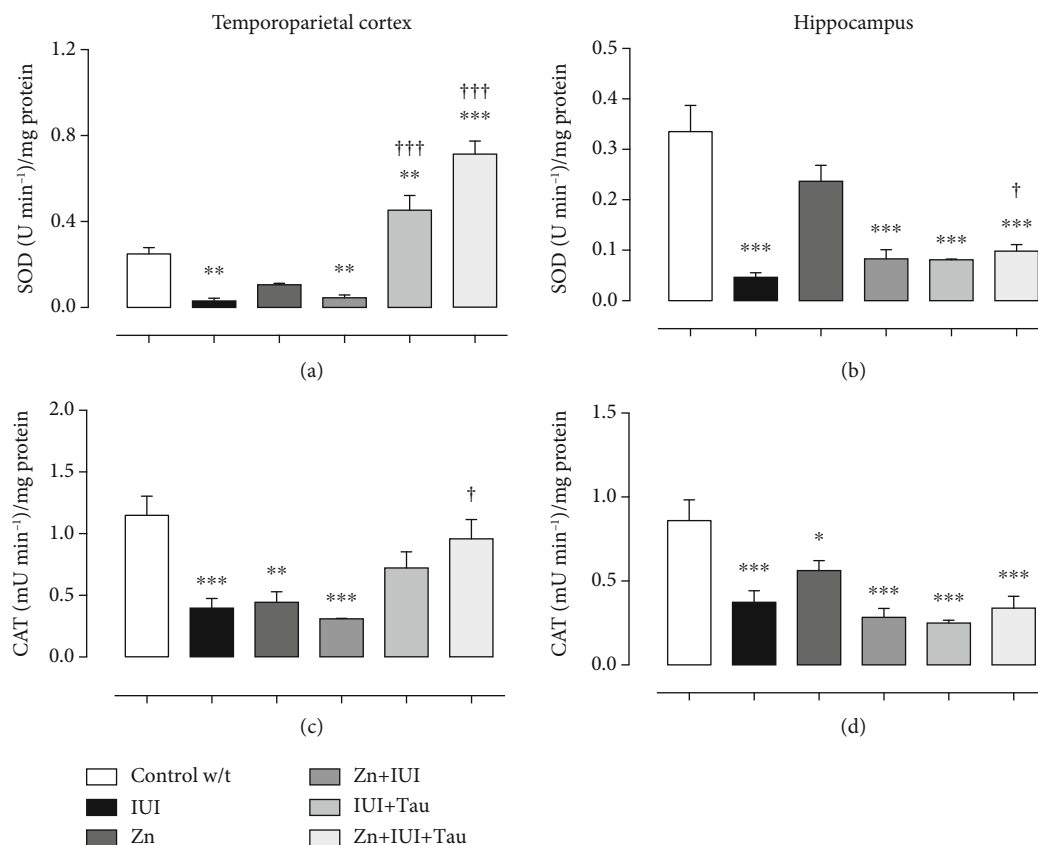 Temporoparietal cortex
Hippocampus
SOD (U min⁻¹)/mg protein
1.2
0.8
0.4
0.0
**
**
†††
**
†††
***
(a)
SOD (U min⁻¹)/mg protein
0.5
0.4
0.3
0.2
0.1
0.0
***
***
***
†
***
(b)
CAT (mU min⁻¹)/mg protein
2.0
1.5
1.0
0.5
0.0
***
**
***
†
(c)
CAT (mU min⁻¹)/mg protein
1.5
1.0
0.5
0.0
***
*
***
***
***
(d)
Control w/t
IUI
Zn
Zn+IUI
IUI+Tau
Zn+IUI+Tau